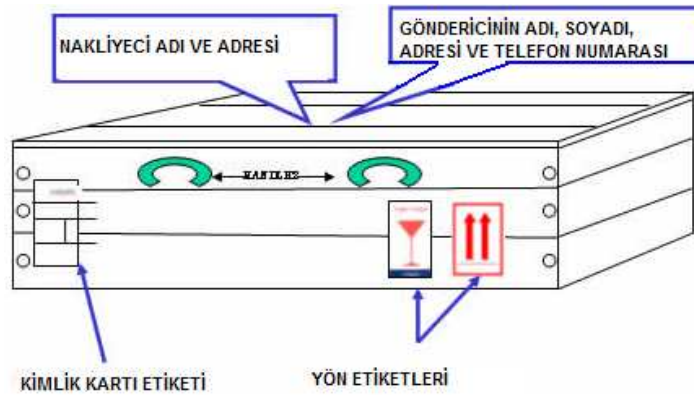 NAKLİYECİ ADI VE ADRESİ
GÖNDERİCİNİN ADI, SOYADI,
ADRESİ VE TELEFON NUMARASI
HANDLES
KİMLİK KARTI ETİKETİ
YÖN ETİKETLERİ